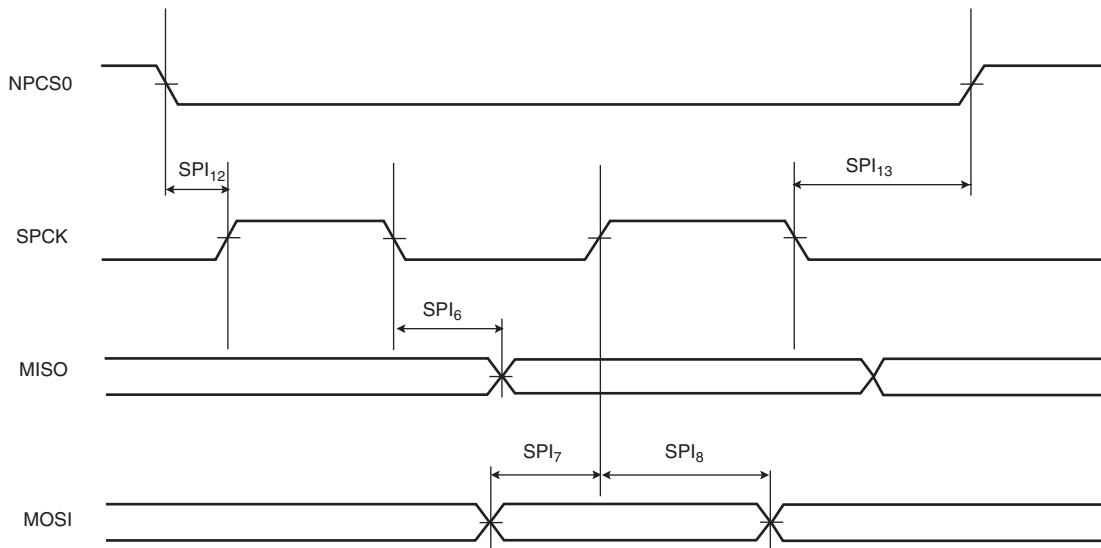 NPCS0
SPI₁₂
SPI₁₃
SPCK
SPI₆
MISO
SPI₇
SPI₈
MOSI